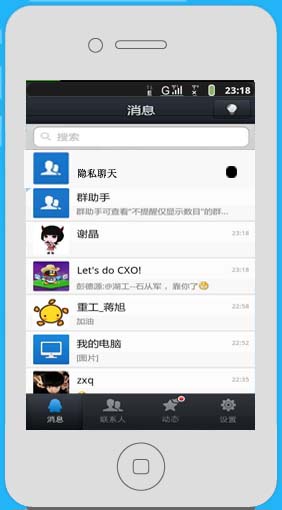 G 23:18
消息
搜索
隐私聊天
群助手
群助手可查看"不提醒仅显示数目"的群...
谢晶
23:18
Let's do CXO!
23:18
彭德源:@湖工--石从军，靠你了
重工_蒋旭
22:58
加油
我的电脑
22:52
[图片]
zxq
22:35
消息
联系人
动态
设置